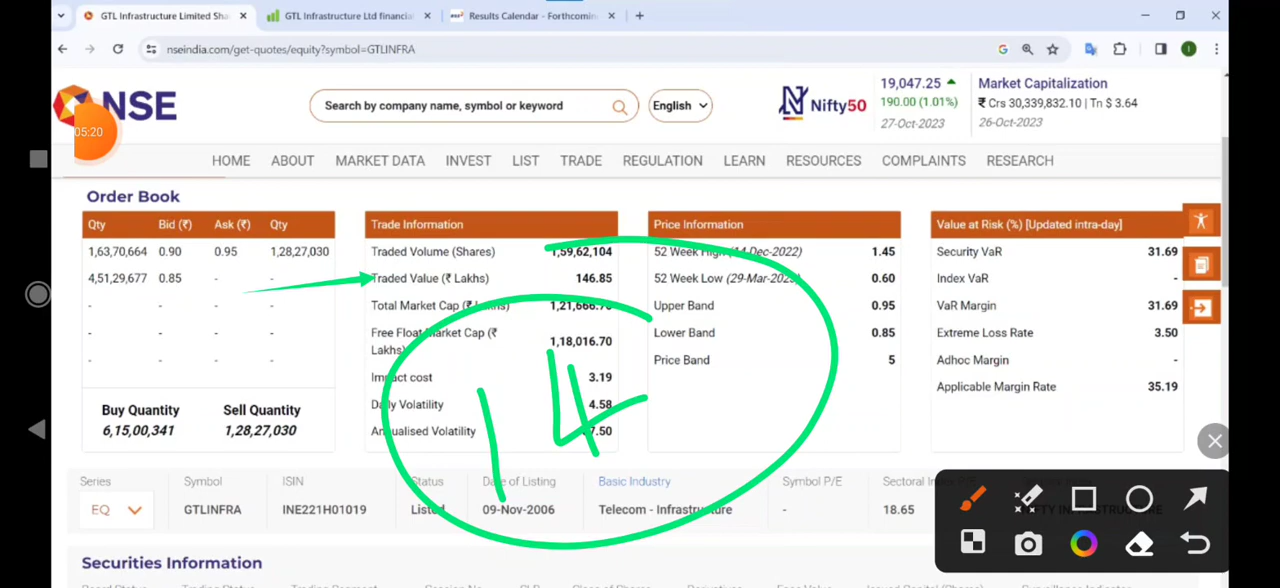 GTL Infrastructure Limited Sha
GTL Infrastructure Ltd financia
Results Calendar - Forthcomin
nseindia.com/get-quotes/equity?symbol=GTLINFRA
NSE
05:20
Search by company name, symbol or keyword
English
Nifty50
19,047.25
190.00 (1.01%)
27-Oct-2023
Market Capitalization
₹ Crs 30,339,832.10 | Tn $ 3.64
26-Oct-2023
HOME ABOUT MARKET DATA INVEST LIST TRADE REGULATION LEARN RESOURCES COMPLAINTS RESEARCH
Order Book
Qty Bid (₹) Ask (₹) Qty
1,63,70,664 0.90 0.95 1,28,27,030
4,51,29,677 0.85 - -
- - - -
- - - -
- - - -
Buy Quantity Sell Quantity
6,15,00,341 1,28,27,030
Trade Information
Traded Volume (Shares) 1,59,62,104
Traded Value (₹ Lakhs) 146.85
Total Market Cap (₹ Lakhs) 1,21,666.70
Free Float Market Cap (₹
Lakhs) 1,18,016.70
Impact cost 3.19
Daily Volatility 4.58
Annualised Volatility 87.50
14
Price Information
52 Week High (14-Dec-2022) 1.45
52 Week Low (29-Mar-2023) 0.60
Upper Band 0.95
Lower Band 0.85
Price Band 5
Value at Risk (%) [Updated intra-day]
Security VaR 31.69
Index VaR -
VaR Margin 31.69
Extreme Loss Rate 3.50
Adhoc Margin -
Applicable Margin Rate 35.19
Series Symbol ISIN Status Date of Listing Basic Industry Symbol P/E Sectoral
EQ GTLINFRA INE221H01019 Listed 09-Nov-2006 Telecom - Infrastructure - 18.65
Securities Information